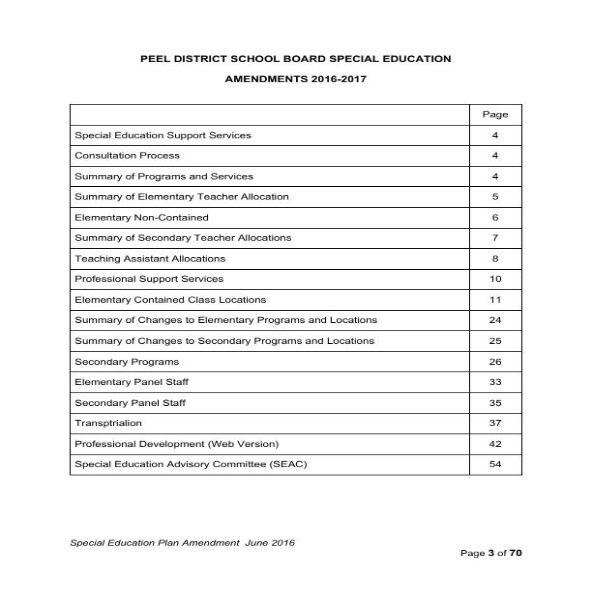 PEEL DISTRICT SCHOOL BOARD SPECIAL EDUCATION
AMENDMENTS 2016-2017
Page
Special Education Support Services 4
Consultation Process 4
Summary of Programs and Services 4
Summary of Elementary Teacher Allocation 5
Elementary Non-Contained 6
Summary of Secondary Teacher Allocations 7
Teaching Assistant Allocations 8
Professional Support Services 10
Elementary Contained Class Locations 11
Summary of Changes to Elementary Programs and Locations 24
Summary of Changes to Secondary Programs and Locations 25
Secondary Programs 26
Elementary Panel Staff 33
Secondary Panel Staff 35
Transptrialion 37
Professional Development (Web Version) 42
Special Education Advisory Committee (SEAC) 54
Special Education Plan Amendment June 2016
Page 3 of 70